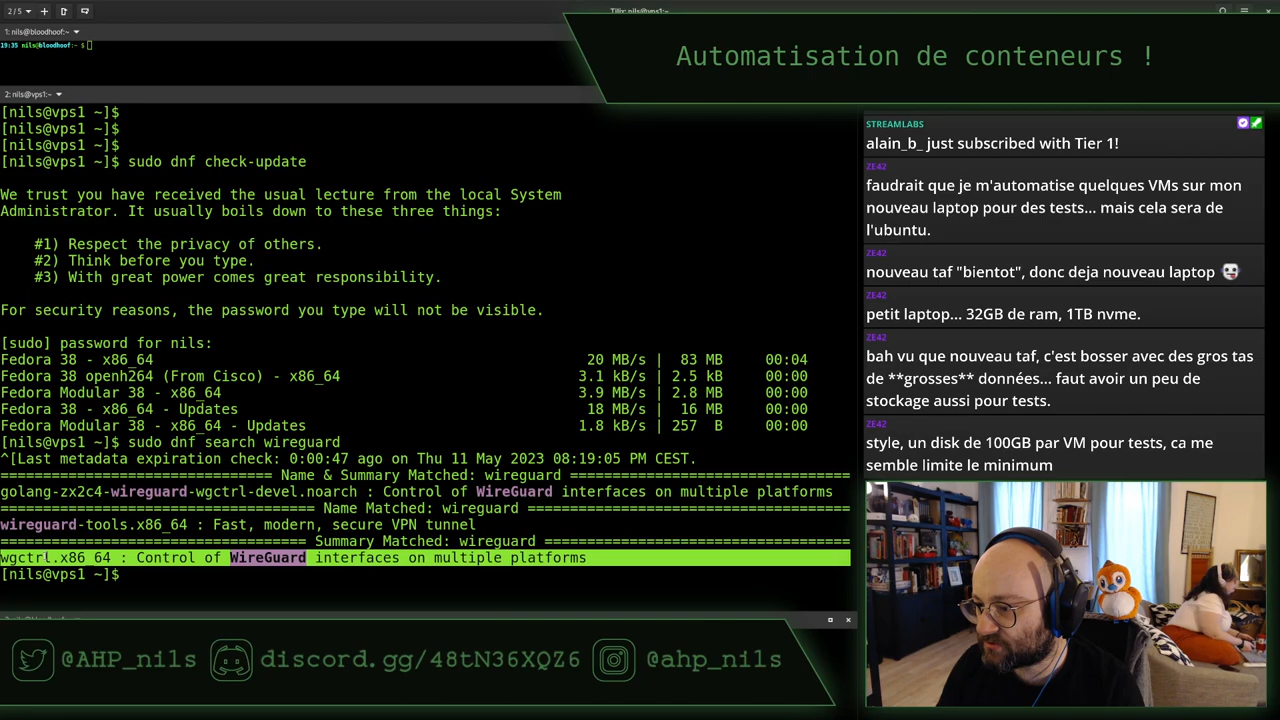 2 / 5
Tilix: nils@vps1:~
1: nils@bloodhoof:~
19:35 nils@bloodhoof:~ $
Automatisation de conteneurs !
2: nils@vps1:~
[nils@vps1 ~]$
[nils@vps1 ~]$
[nils@vps1 ~]$
[nils@vps1 ~]$ sudo dnf check-update
We trust you have received the usual lecture from the local System
Administrator. It usually boils down to these three things:
#1) Respect the privacy of others.
#2) Think before you type.
#3) With great power comes great responsibility.
For security reasons, the password you type will not be visible.
[sudo] password for nils:
Fedora 38 - x86_64 20 MB/s | 83 MB 00:04
Fedora 38 openh264 (From Cisco) - x86_64 3.1 kB/s | 2.5 kB 00:00
Fedora Modular 38 - x86_64 3.9 MB/s | 2.8 MB 00:00
Fedora 38 - x86_64 - Updates 18 MB/s | 16 MB 00:00
Fedora Modular 38 - x86_64 - Updates 1.8 kB/s | 257 B 00:00
[nils@vps1 ~]$ sudo dnf search wireguard
^[Last metadata expiration check: 0:00:47 ago on Thu 11 May 2023 08:19:05 PM CEST.
================================ Name & Summary Matched: wireguard =================================
golang-zx2c4-wireguard-wgctrl-devel.noarch : Control of WireGuard interfaces on multiple platforms
===================================== Name Matched: wireguard ======================================
wireguard-tools.x86_64 : Fast, modern, secure VPN tunnel
==================================== Summary Matched: wireguard ====================================
wgctrl.x86_64 : Control of WireGuard interfaces on multiple platforms
[nils@vps1 ~]$
STREAMLABS
alain_b_ just subscribed with Tier 1!
ZE42
faudrait que je m'automatise quelques VMs sur mon
nouveau laptop pour des tests... mais cela sera de
l'ubuntu.
ZE42
nouveau taf "bientot", donc deja nouveau laptop
ZE42
petit laptop... 32GB de ram, 1TB nvme.
ZE42
bah vu que nouveau taf, c'est bosser avec des gros tas
de **grosses** données... faut avoir un peu de
stockage aussi pour tests.
ZE42
style, un disk de 100GB par VM pour tests, ca me
semble limite le minimum
@AHP_nils
discord.gg/48tN36XQZ6
@ahp_nils